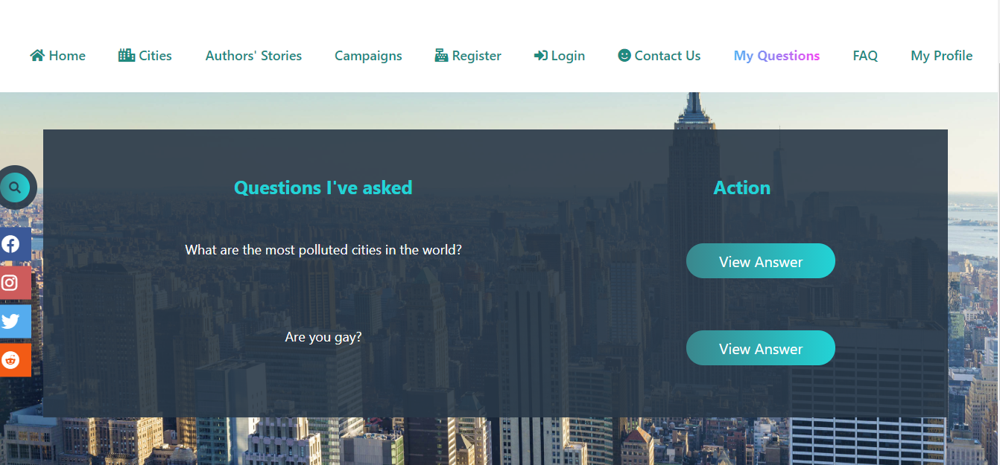 Home Cities Authors' Stories Campaigns Register Login Contact Us My Questions FAQ My Profile
Questions I've asked Action
What are the most polluted cities in the world?
View Answer
Are you gay?
View Answer